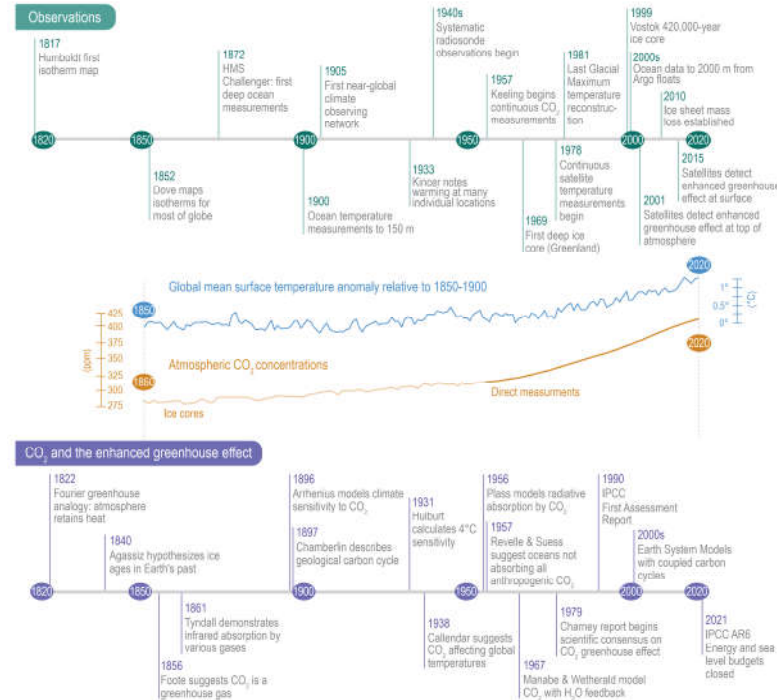 Observations
1817
Humboldt first
isotherm map
1872
HMS
Challenger: first
deep ocean
measurements
1905
First near-global
climate
observing
network
1940s
Systematic
radiosonde
observations begin
1957
Keeling begins
continuous CO₂
measurements
1981
Last Glacial
Maximum
temperature
reconstruc-
tion
1999
Vostok 420,000-year
ice core
2000s
Ocean data to 2000 m from
Argo floats
2010
Ice sheet mass
loss established
1820
1850
1900
1950
2000
2020
1852
Dove maps
isotherms for
most of globe
1900
Ocean temperature
measurements to 150 m
1933
Kincer notes
warming at many
individual locations
1969
First deep ice
core (Greenland)
1978
Continuous
satellite
temperature
measurements
begin
2001
Satellites detect enhanced
greenhouse effect at top of
atmosphere
2015
Satellites detect
enhanced greenhouse
effect at surface
Global mean surface temperature anomaly relative to 1850-1900
1850
2020
1°
0.5°
0°
(°C)
425
400
375
350
325
300
275
(ppm)
Atmospheric CO₂ concentrations
1860
2020
Ice cores
Direct measurments
CO₂ and the enhanced greenhouse effect
1822
Fourier greenhouse
analogy: atmosphere
retains heat
1840
Agassiz hypothesizes ice
ages in Earth's past
1896
Arrhenius models climate
sensitivity to CO₂
1897
Chamberlin describes
geological carbon cycle
1931
Hulburt
calculates 4°C
sensitivity
1956
Plass models radiative
absorption by CO₂
1957
Revelle & Suess
suggest oceans not
absorbing all
anthropogenic CO₂
1990
IPCC
First Assessment
Report
2000s
Earth System Models
with coupled carbon
cycles
1820
1850
1900
1950
2000
2020
1856
Foote suggests CO₂ is a
greenhouse gas
1861
Tyndall demonstrates
infrared absorption by
various gases
1938
Callendar suggests
CO₂ affecting global
temperatures
1967
Manabe & Wetherald model
CO₂ with H₂O feedback
1979
Charney report begins
scientific consensus on
CO₂ greenhouse effect
2021
IPCC AR6
Energy and sea
level budgets
closed